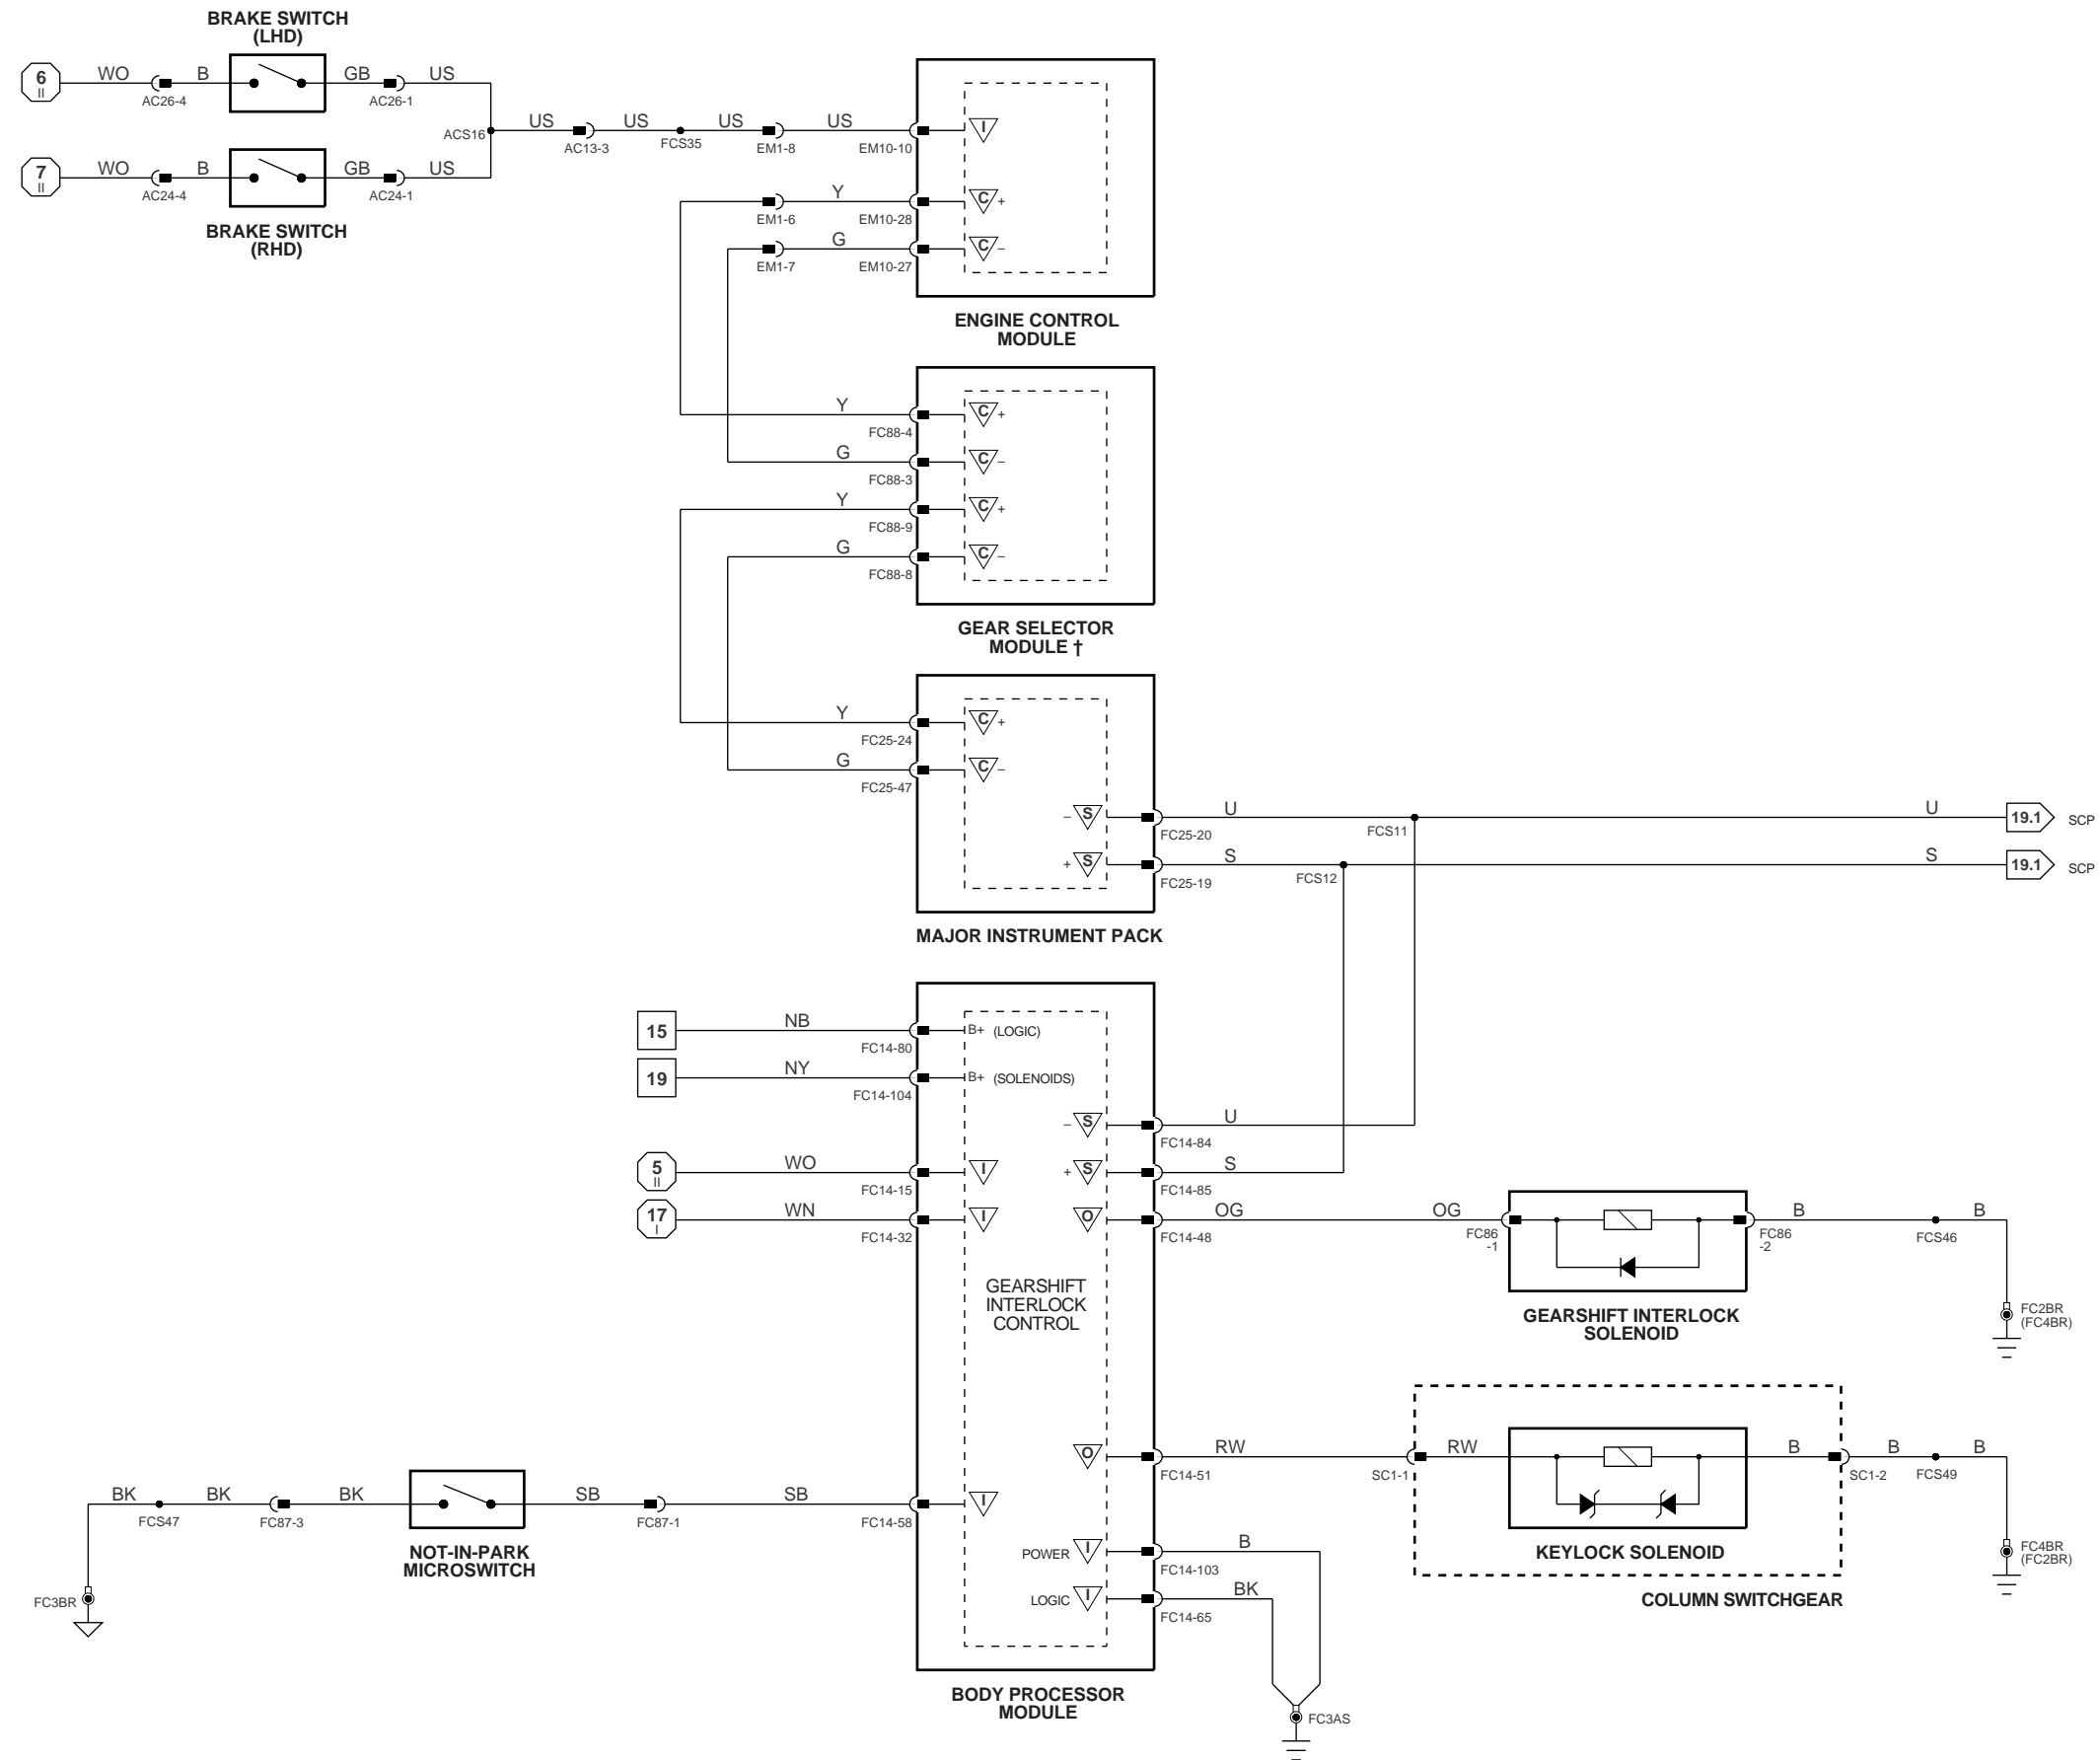 BRAKE SWITCH
(LHD)
6
II
WO
AC26-4
B
GB
AC26-1
US
ACS16
US
AC13-3
US
FCS35
US
EM1-8
US
EM10-10
I
7
II
WO
AC24-4
B
GB
AC24-1
US
BRAKE SWITCH
(RHD)
EM1-6
Y
EM10-28
C
+
EM1-7
G
EM10-27
C
–
ENGINE CONTROL
MODULE
Y
FC88-4
C
+
G
FC88-3
C
–
Y
FC88-9
C
+
G
FC88-8
C
–
GEAR SELECTOR
MODULE †
Y
FC25-24
C
+
G
FC25-47
C
–
–
S
FC25-20
U
FCS11
U
19.1
SCP
+
S
FC25-19
S
FCS12
S
19.1
SCP
MAJOR INSTRUMENT PACK
15
NB
FC14-80
B+ (LOGIC)
19
NY
FC14-104
B+ (SOLENOIDS)
–
S
FC14-84
U
5
II
WO
FC14-15
I
+
S
FC14-85
S
17
I
WN
FC14-32
I
O
FC14-48
OG
OG
FC86
-1
FC86
-2
B
FCS46
B
FC2BR
(FC4BR)
GEARSHIFT INTERLOCK
SOLENOID
GEARSHIFT
INTERLOCK
CONTROL
O
FC14-51
RW
SC1-1
RW
B
SC1-2
B
FCS49
B
FC4BR
(FC2BR)
KEYLOCK SOLENOID
COLUMN SWITCHGEAR
BK
FCS47
BK
FC87-3
BK
SB
FC87-1
SB
FC14-58
I
NOT-IN-PARK
MICROSWITCH
FC3BR
POWER
I
FC14-103
B
LOGIC
I
FC14-65
BK
BODY PROCESSOR
MODULE
FC3AS